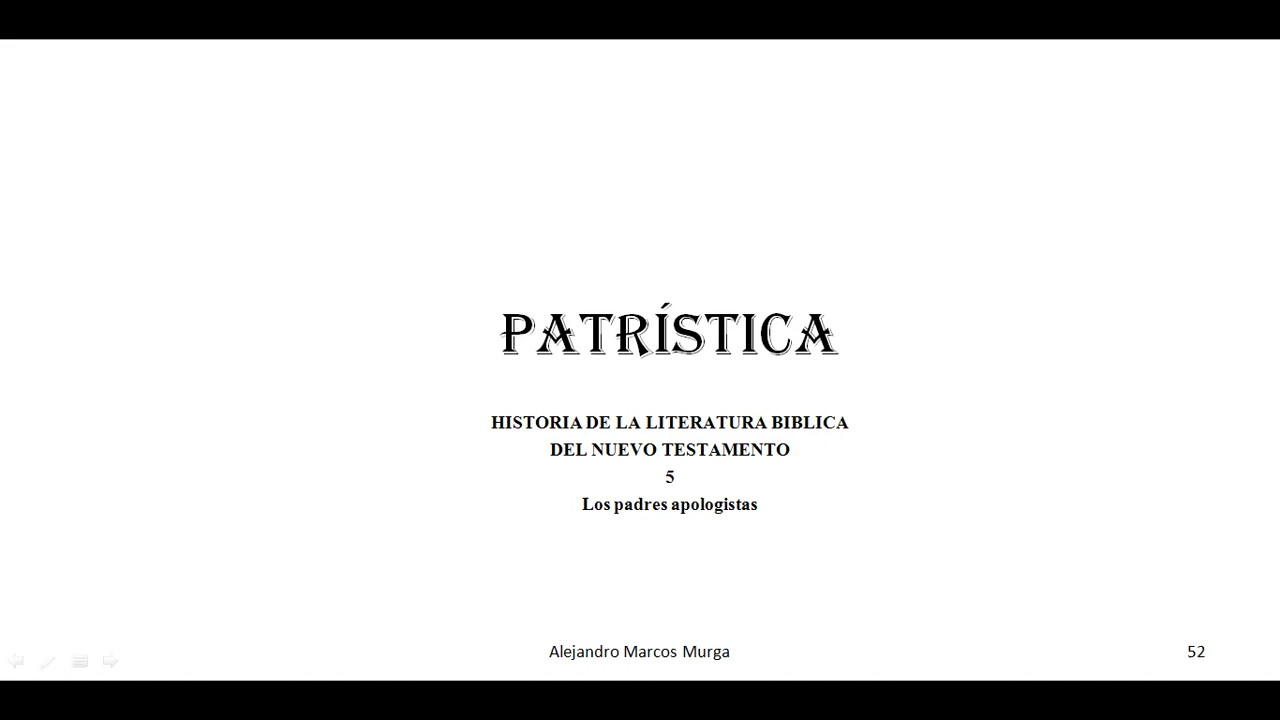 PATRÍSTICA
HISTORIA DE LA LITERATURA BIBLICA
DEL NUEVO TESTAMENTO
5
Los padres apologistas
Alejandro Marcos Murga
52